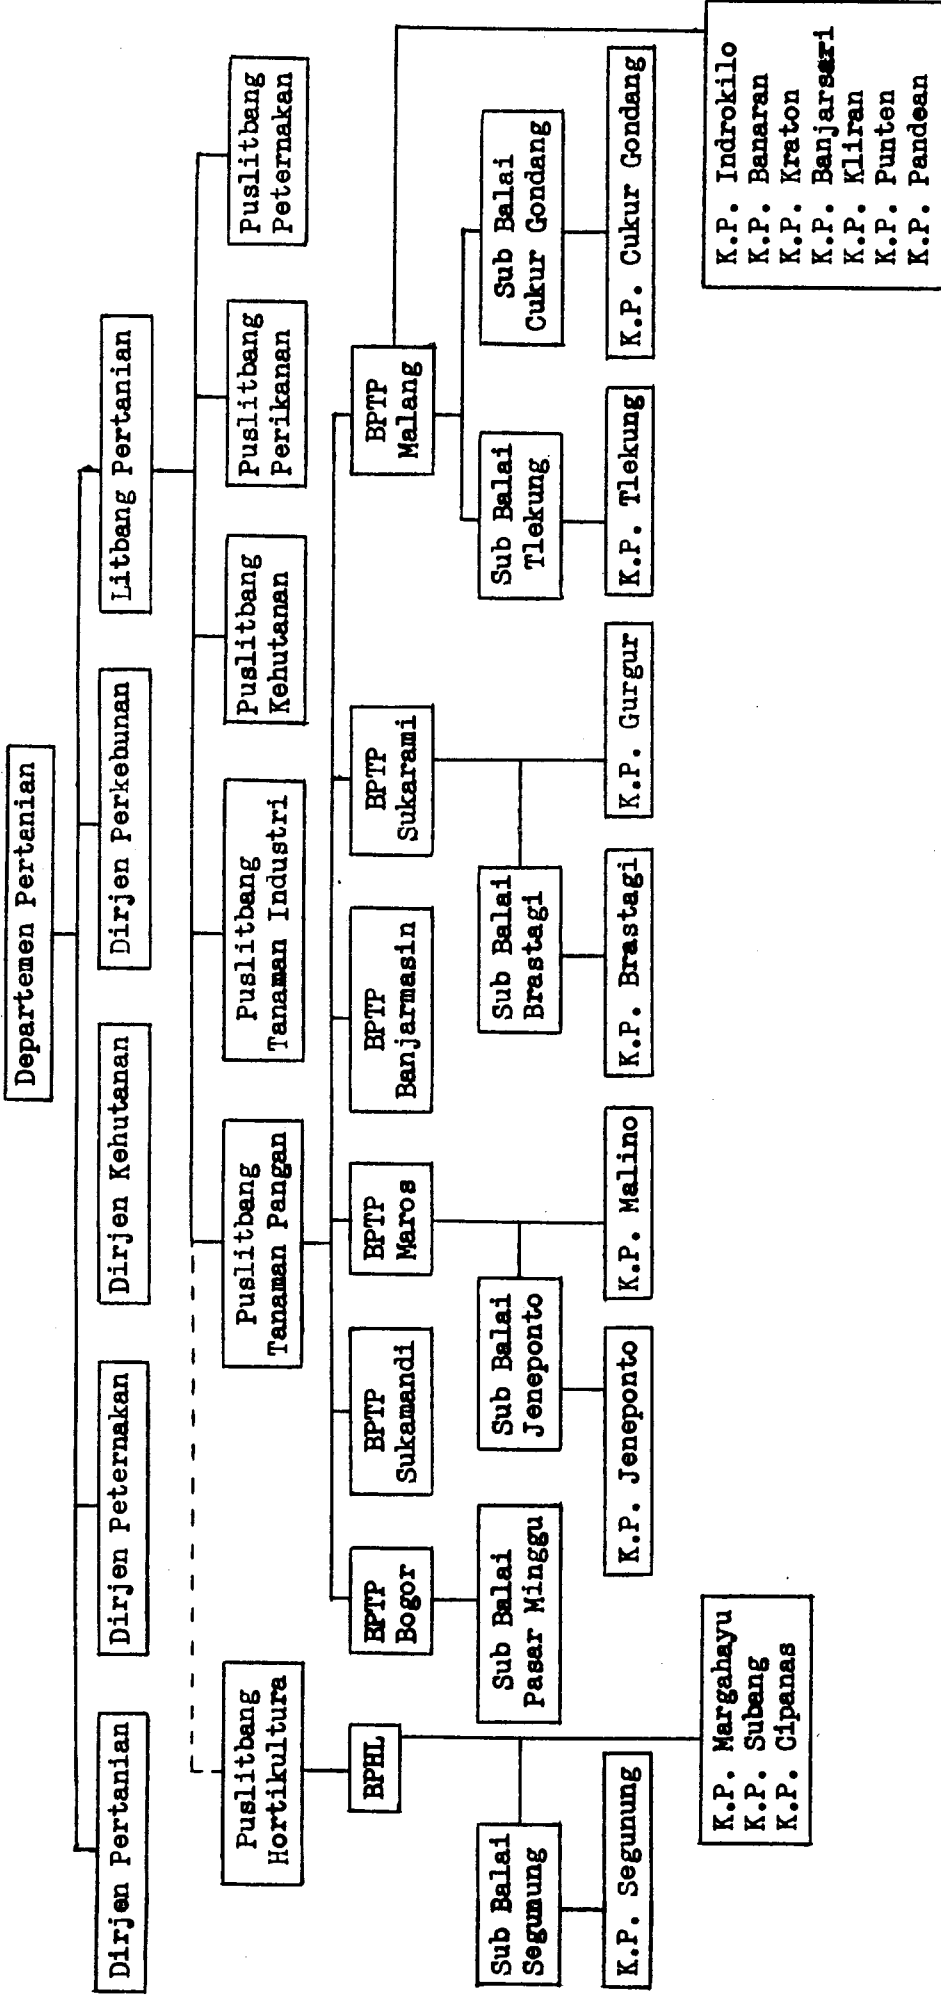 Departemen Pertanian
Dirjen Pertanian
Dirjen Peternakan
Dirjen Kehutanan
Dirjen Perkebunan
Litbang Pertanian
Puslitbang
Hortikultura
Puslitbang
Tanaman Pangan
Puslitbang
Tanaman Industri
Puslitbang
Kehutanan
Puslitbang
Perikanan
Puslitbang
Peternakan
BPHL
BPTP
Bogor
BPTP
Sukamandi
BPTP
Maros
BPTP
Banjarmasin
BPTP
Sukarami
BPTP
Malang
Sub Balai
Segunung
Sub Balai
Pasar Minggu
Sub Balai
Jeneponto
Sub Balai
Brastagi
Sub Balai
Tlekung
Sub Balai
Cukur Gondang
K.P. Segunung
K.P. Jeneponto
K.P. Malino
K.P. Brastagi
K.P. Gurgur
K.P. Tlekung
K.P. Cukur Gondang
K.P. Margahayu
K.P. Subang
K.P. Cipanas
K.P. Indrokilo
K.P. Banaran
K.P. Kraton
K.P. Banjarsari
K.P. Kliran
K.P. Punten
K.P. Pandean